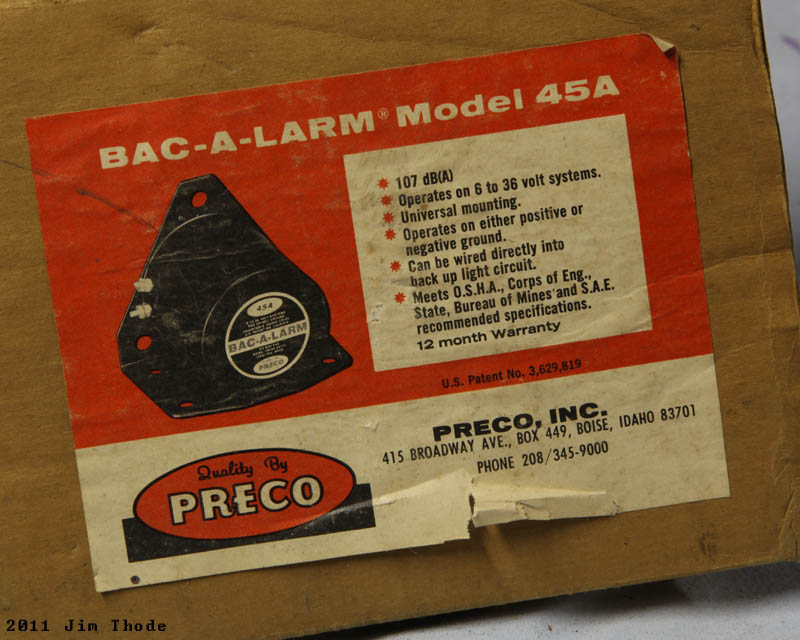 BAC-A-LARM® Model 45A
107 dB(A)
Operates on 6 to 36 volt systems.
Universal mounting.
Operates on either positive or
negative ground.
Can be wired directly into
back up light circuit.
Meets O.S.H.A., Corps of Eng.,
State, Bureau of Mines and S.A.E.
recommended specifications.
12 month Warranty
45A
BAC-A-LARM
PRECO
U.S. Patent No. 3,629,819
PRECO, INC.
415 BROADWAY AVE., BOX 449, BOISE, IDAHO 83701
PHONE 208/345-9000
Quality By
PRECO
2011 Jim Thode